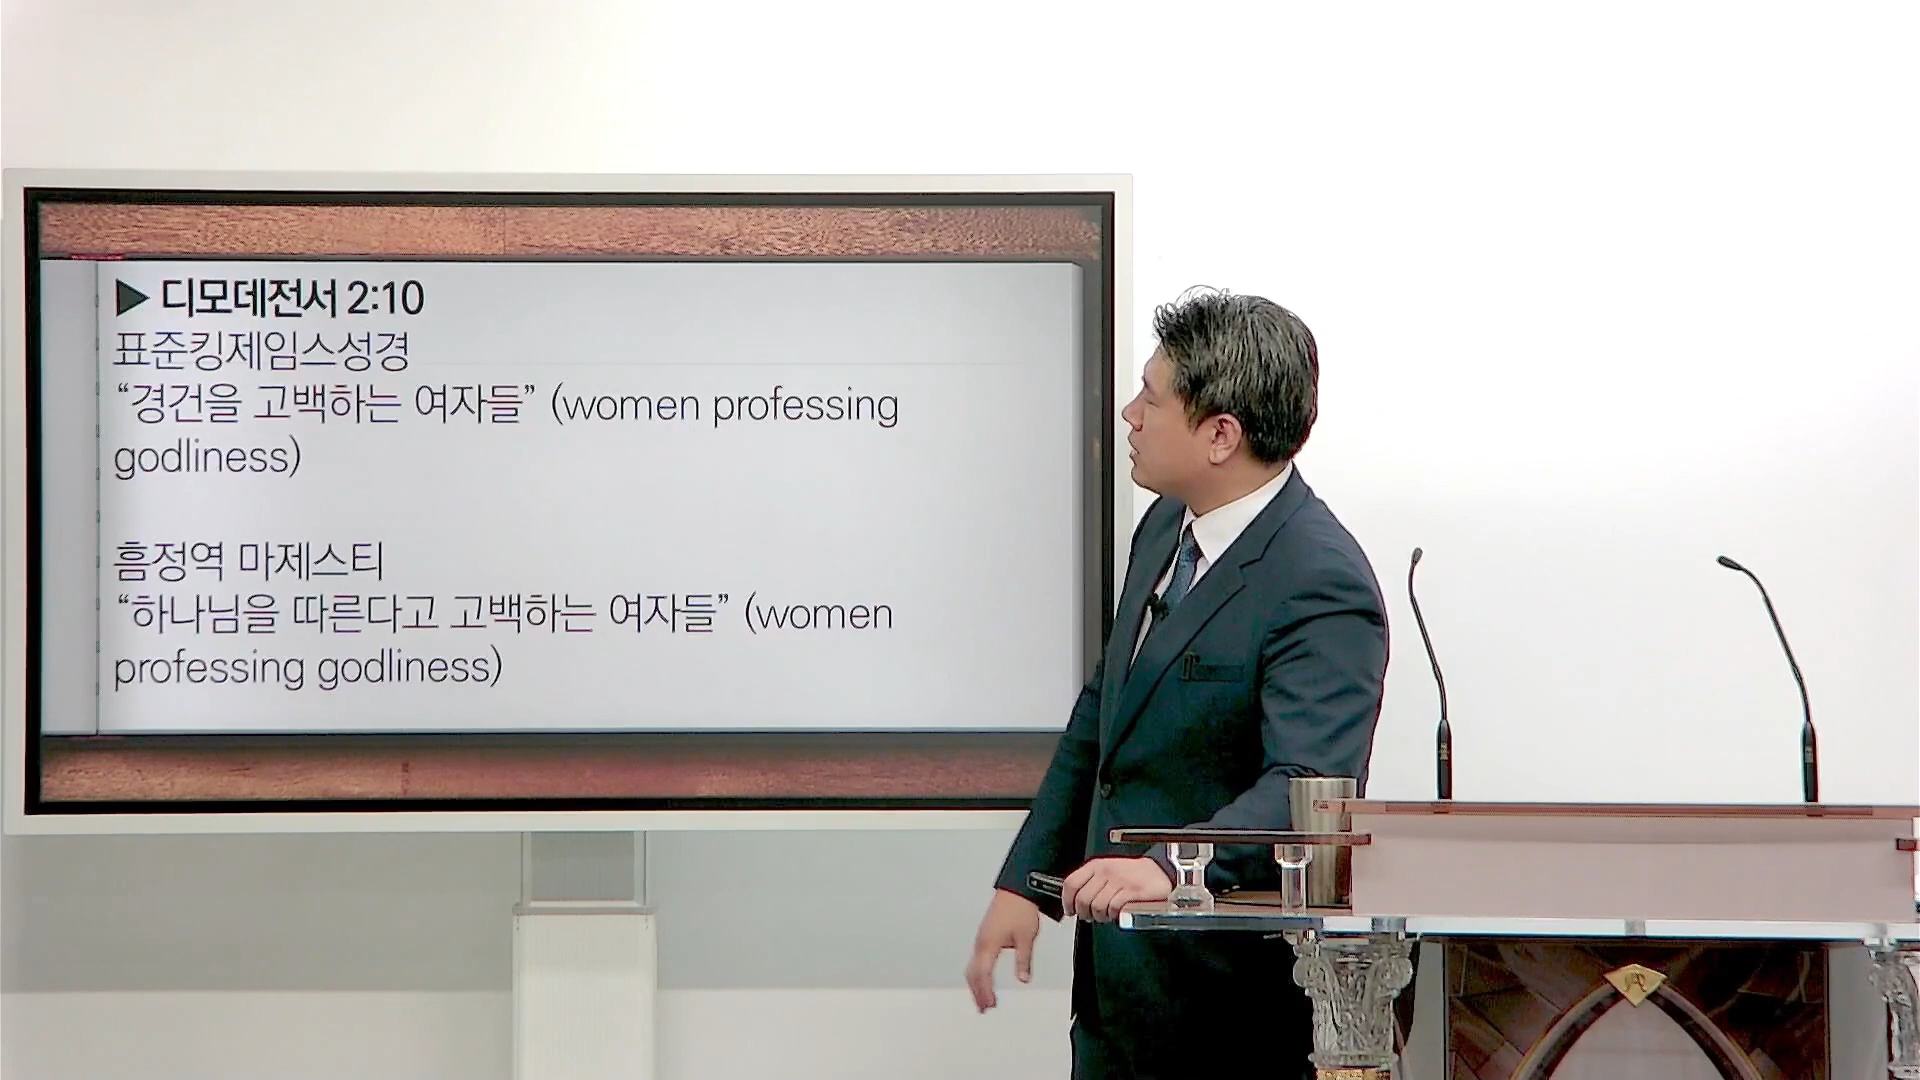 ▶ 디모데전서 2:10
표준킹제임스성경
“경건을 고백하는 여자들” (women professing
godliness)
흠정역 마제스티
“하나님을 따른다고 고백하는 여자들” (women
professing godliness)